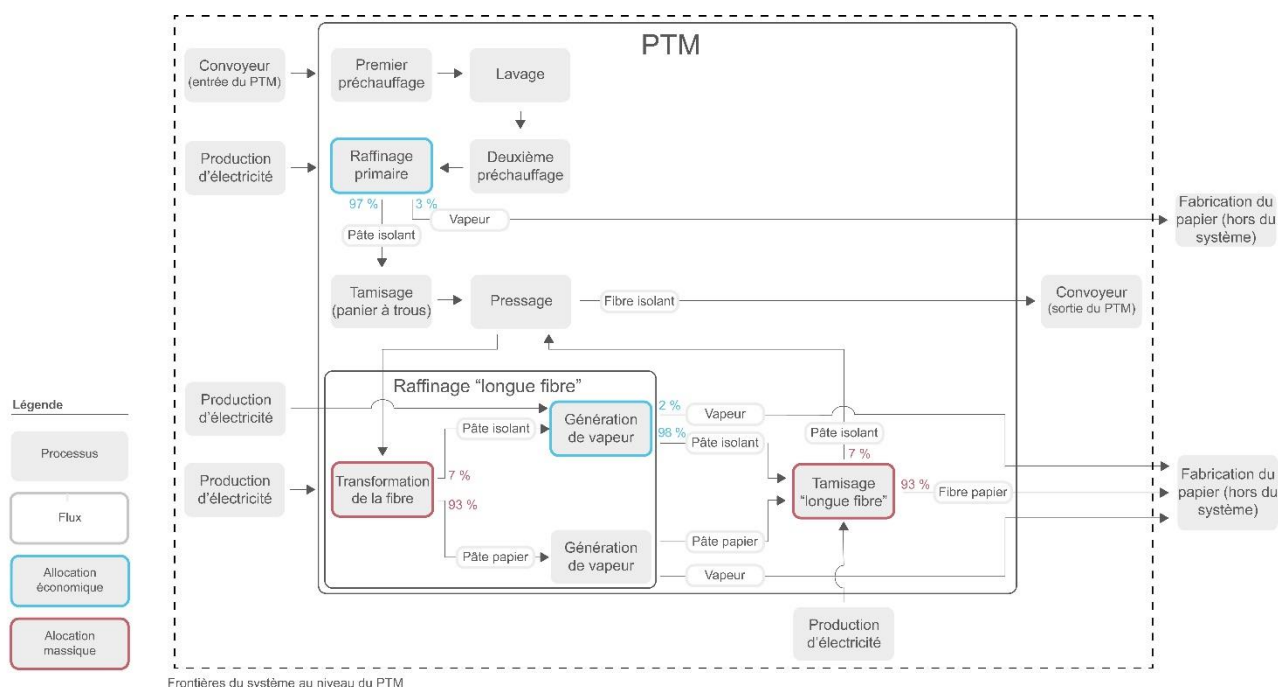 PTM
Convoyeur
(entrée du PTM)
Premier
préchauffage
Lavage
Production
d'électricité
Raffinage
primaire
Deuxième
préchauffage
97 %
3 %
Vapeur
Pâte isolant
Fabrication du
papier (hors du
système)
Tamisage
(panier à trous)
Pressage
Fibre isolant
Convoyeur
(sortie du PTM)
Raffinage "longue fibre"
Production
d'électricité
Génération
de vapeur
2 %
Vapeur
98 %
Pâte isolant
Pâte isolant
Pâte isolant
7 %
Production
d'électricité
Transformation
de la fibre
7 %
93 %
Tamisage
"longue fibre"
93 %
Fibre papier
Fabrication du
papier (hors du
système)
Pâte papier
Génération
de vapeur
Pâte papier
Vapeur
Production
d'électricité
Légende
Processus
Flux
Allocation
économique
Alocation
massique
Frontières du système au niveau du PTM